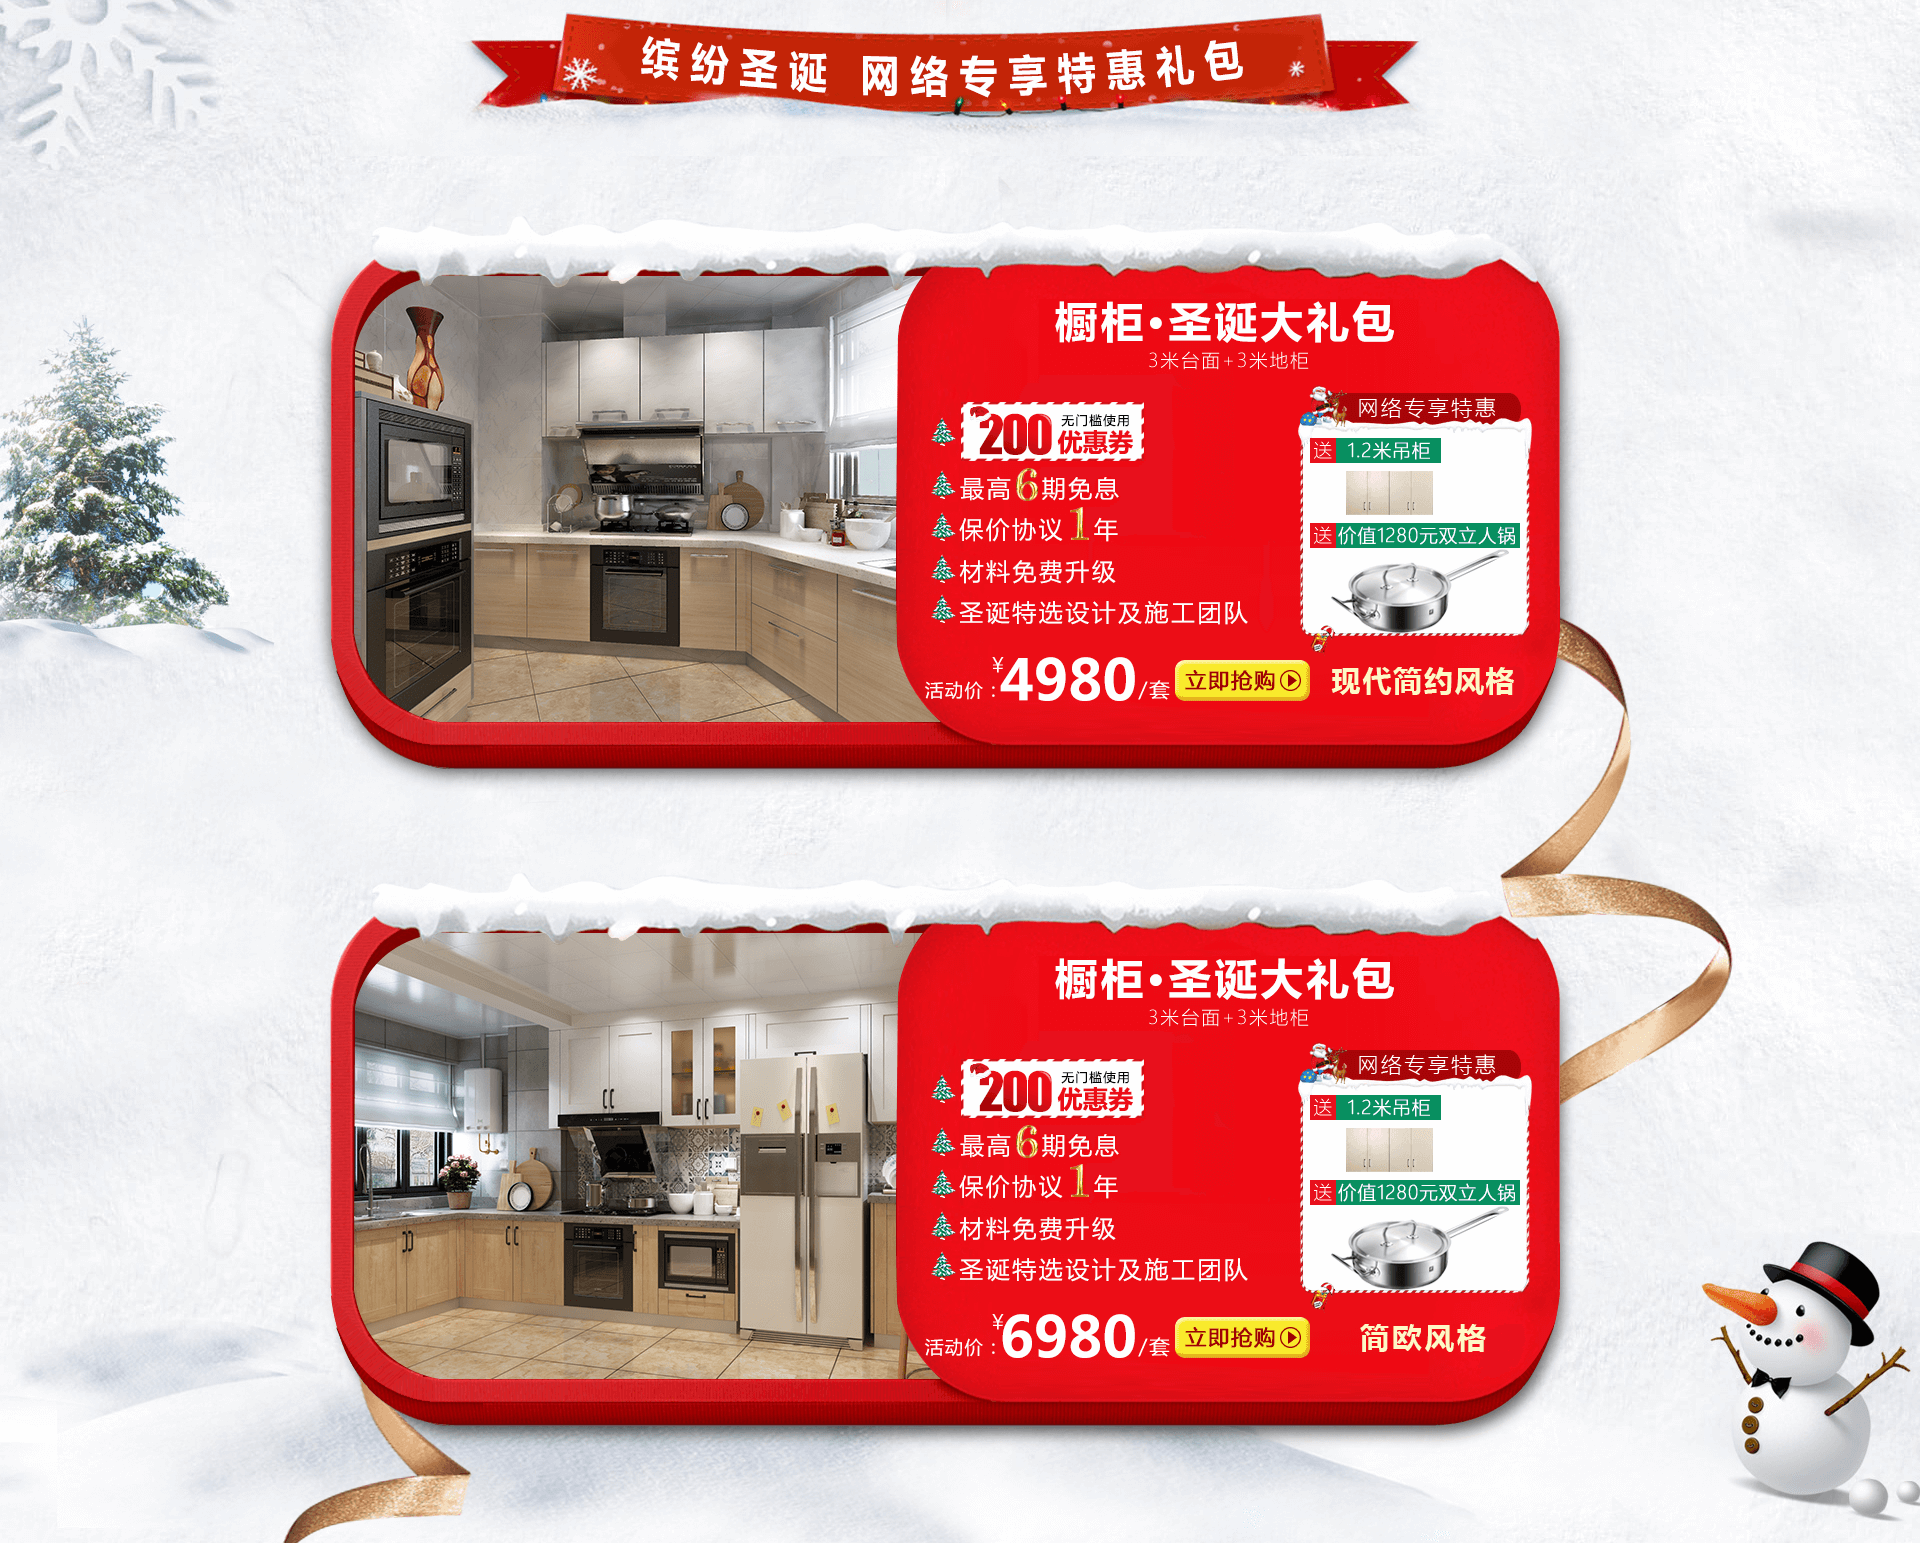 缤纷圣诞 网络专享特惠礼包
橱柜·圣诞大礼包
3米台面+3米地柜
200 无门槛使用
优惠券
最高6期免息
保价协议1年
材料免费升级
圣诞特选设计及施工团队
网络专享特惠
送 1.2米吊柜
送 价值1280元双立人锅
活动价:¥4980/套
立即抢购
现代简约风格
橱柜·圣诞大礼包
3米台面+3米地柜
200 无门槛使用
优惠券
最高6期免息
保价协议1年
材料免费升级
圣诞特选设计及施工团队
网络专享特惠
送 1.2米吊柜
送 价值1280元双立人锅
活动价:¥6980/套
立即抢购
简欧风格